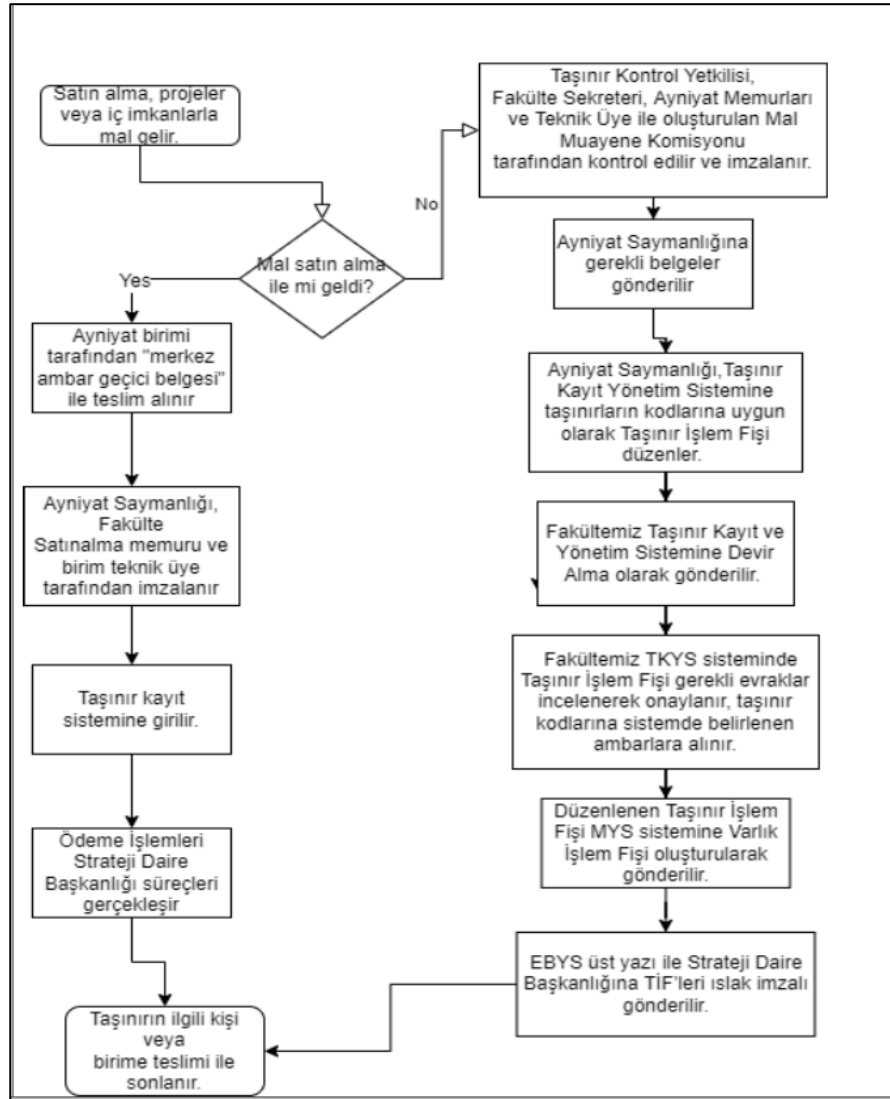 Satın alma, projeler
veya iç imkanlarla
mal gelir.
Mal satın alma
ile mi geldi?
Yes
Ayniyat birimi
tarafından "merkez
ambar geçici belgesi"
ile teslim alınır
Ayniyat Saymanlığı,
Fakülte
Satınalma memuru ve
birim teknik üye
tarafından imzalanır
Taşınır kayıt
sistemine girilir.
Ödeme İşlemleri
Strateji Daire
Başkanlığı süreçleri
gerçekleşir
No
Taşınır Kontrol Yetkilisi,
Fakülte Sekreteri, Ayniyat Memurları
ve Teknik Üye ile oluşturulan Mal
Muayene Komisyonu
tarafından kontrol edilir ve imzalanır.
Ayniyat Saymanlığına
gerekli belgeler
gönderilir
Ayniyat Saymanlığı,Taşınır
Kayıt Yönetim Sistemine
taşınırların kodlarına uygun
olarak Taşınır İşlem Fişi
düzenler.
Fakültemiz Taşınır Kayıt ve
Yönetim Sistemine Devir
Alma olarak gönderilir.
Fakültemiz TKYS sisteminde
Taşınır İşlem Fişi gerekli evraklar
incelenerek onaylanır, taşınır
kodlarına sistemde belirlenen
ambarlara alınır.
Düzenlenen Taşınır İşlem
Fişi MYS sistemine Varlık
İşlem Fişi oluşturularak
gönderilir.
EBYS üst yazı ile Strateji Daire
Başkanlığına TİF'leri ıslak imzalı
gönderilir.
Taşınırın ilgili kişi
veya
birime teslimi ile
sonlanır.